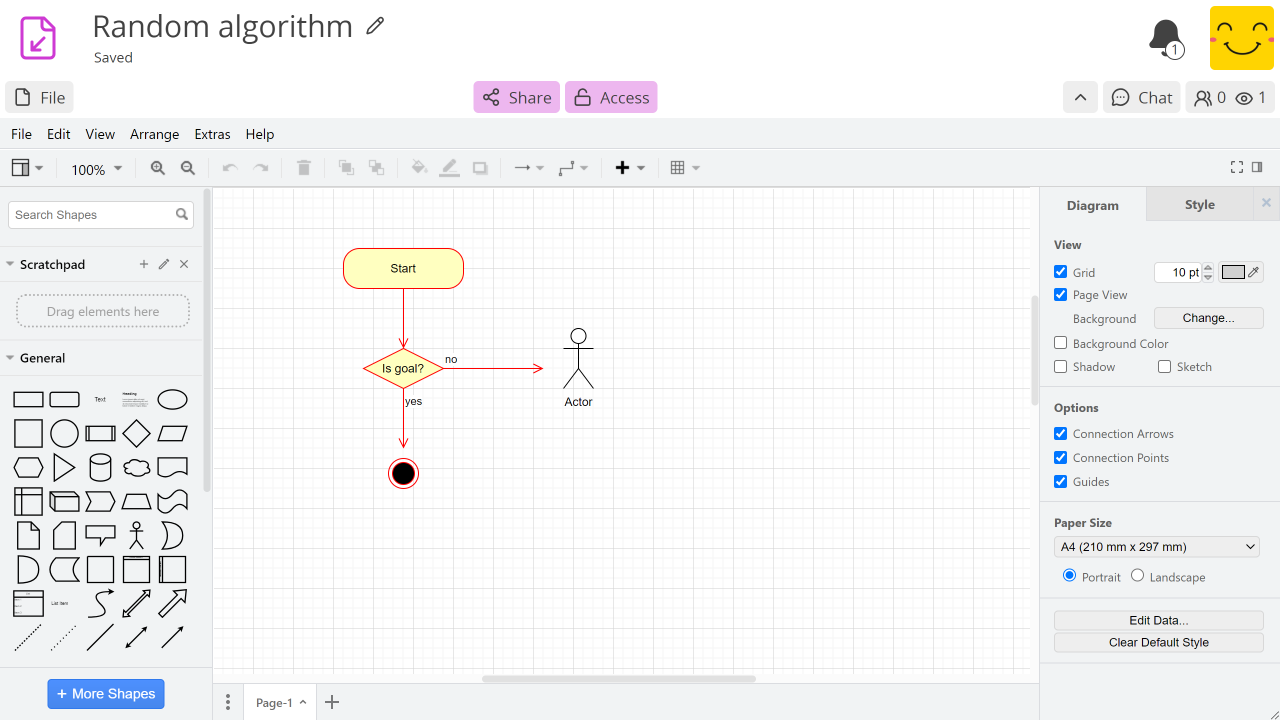 Random algorithm
Saved
1
File
Share
Access
Chat
0
1
File Edit View Arrange Extras Help
100%
Search Shapes
Scratchpad
Drag elements here
General
Text
Heading
List Item
+ More Shapes
Start
Is goal?
no
yes
Actor
Page-1
Diagram
Style
View
Grid
10 pt
Page View
Background
Change...
Background Color
Shadow
Sketch
Options
Connection Arrows
Connection Points
Guides
Paper Size
A4 (210 mm x 297 mm)
Portrait
Landscape
Edit Data...
Clear Default Style